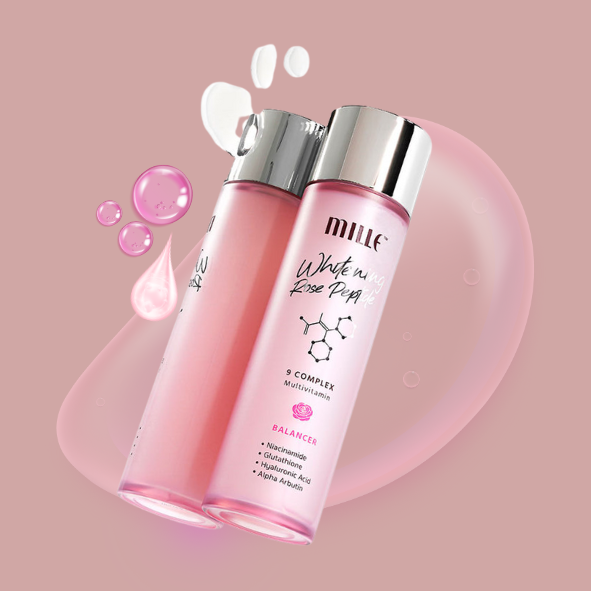 MILLE
Whitening
Rose Peptide
9 COMPLEX
Multivitamin
BALANCER
• Niacinamide
• Glutathione
• Hyaluronic Acid
• Alpha Arbutin